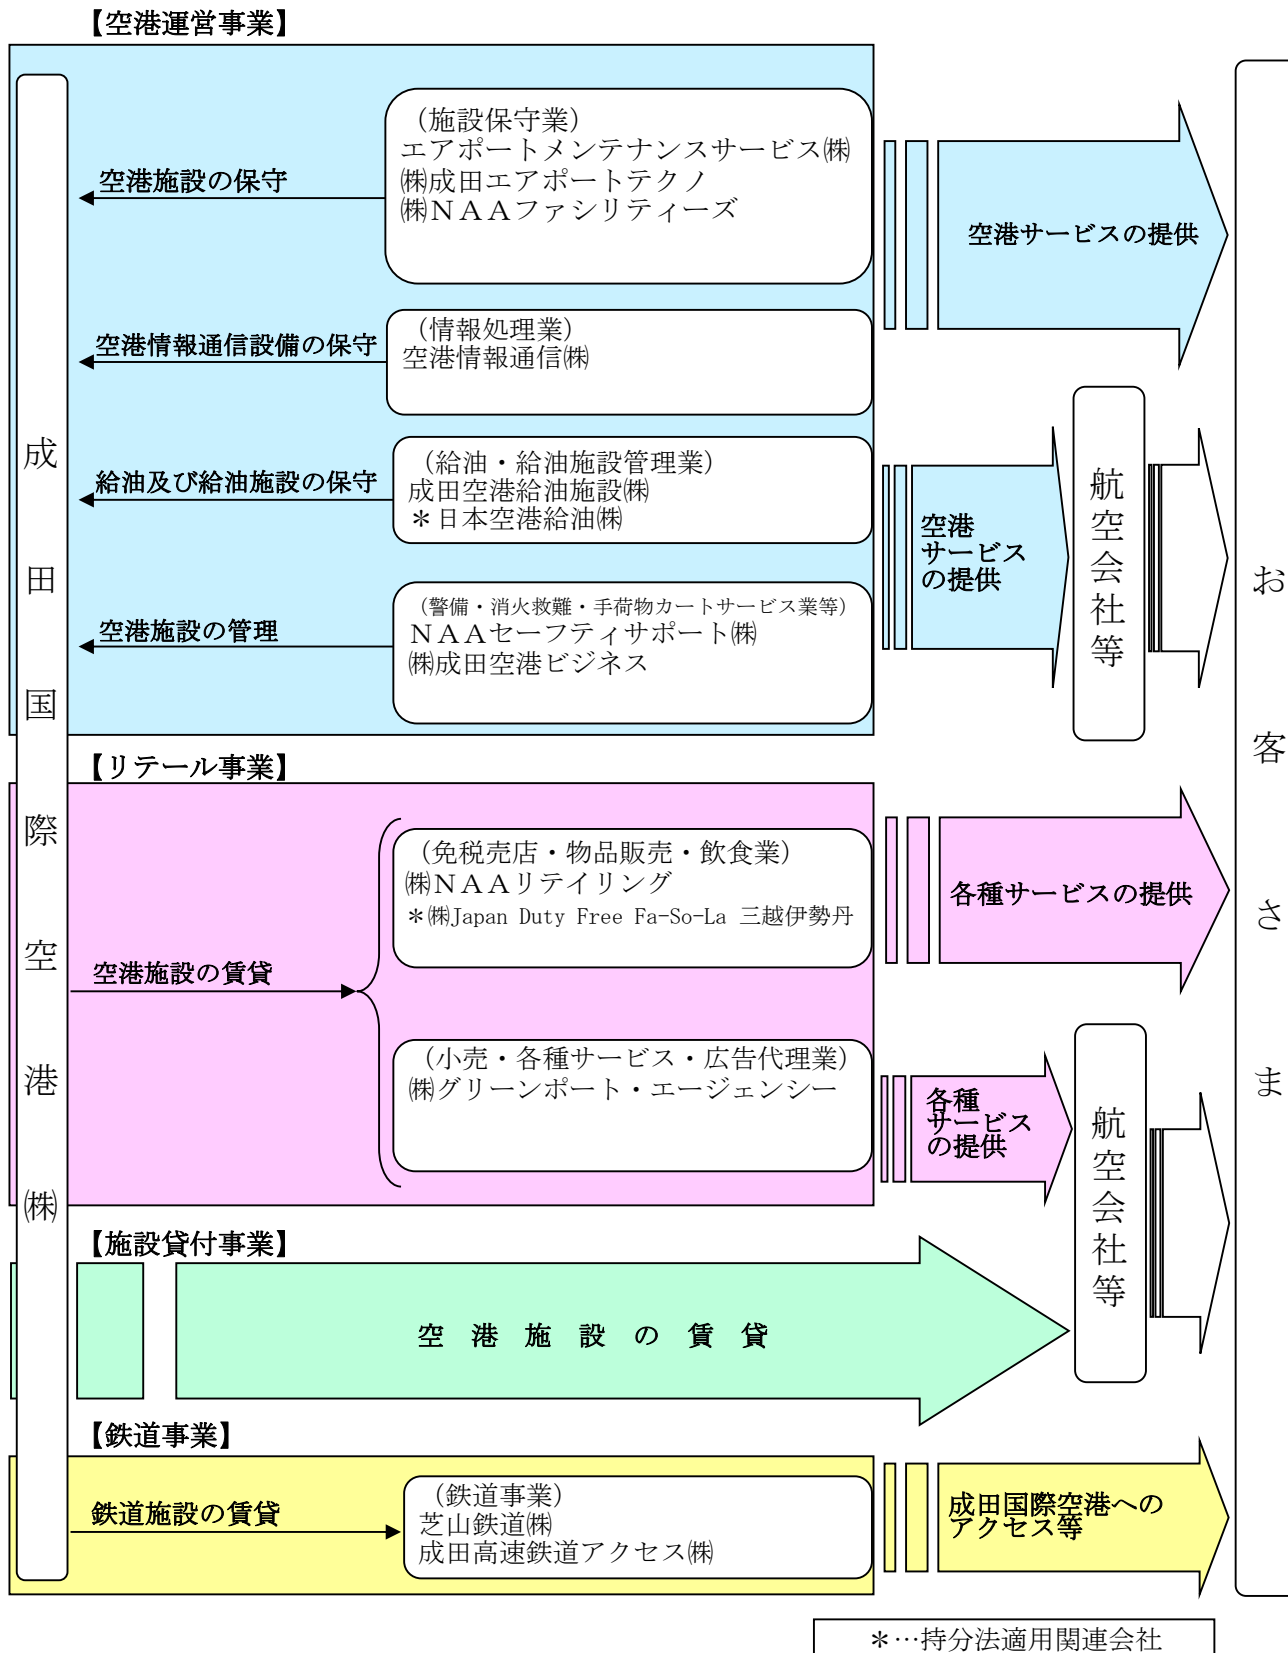 【空港運営事業】
（施設保守業）
エアポートメンテナンスサービス㈱
㈱成田エアポートテクノ
㈱ＮＡＡファシリティーズ
空港施設の保守
空港サービスの提供
（情報処理業）
空港情報通信㈱
空港情報通信設備の保守
（給油・給油施設管理業）
成田空港給油施設㈱
＊日本空港給油㈱
給油及び給油施設の保守
（警備・消火救難・手荷物カートサービス業等）
ＮＡＡセーフティサポート㈱
㈱成田空港ビジネス
空港施設の管理
空港
サービス
の提供
航空会社等
成田国際空港㈱
お客さま
【リテール事業】
（免税売店・物品販売・飲食業）
㈱ＮＡＡリテイリング
＊㈱Japan Duty Free Fa-So-La 三越伊勢丹
各種サービスの提供
空港施設の賃貸
（小売・各種サービス・広告代理業）
㈱グリーンポート・エージェンシー
各種
サービス
の提供
航空会社等
【施設貸付事業】
空港施設の賃貸
【鉄道事業】
鉄道施設の賃貸
（鉄道事業）
芝山鉄道㈱
成田高速鉄道アクセス㈱
成田国際空港への
アクセス等
＊…持分法適用関連会社